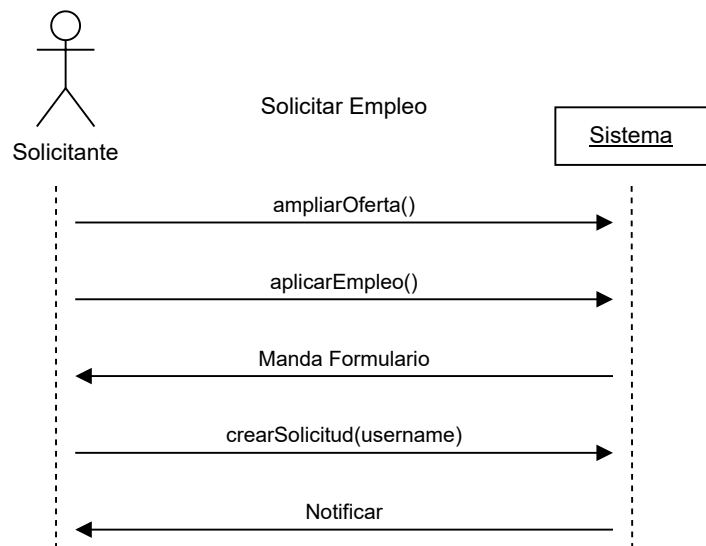 Solicitar Empleo
Solicitante
Sistema
ampliarOferta()
aplicarEmpleo()
Manda Formulario
crearSolicitud(username)
Notificar